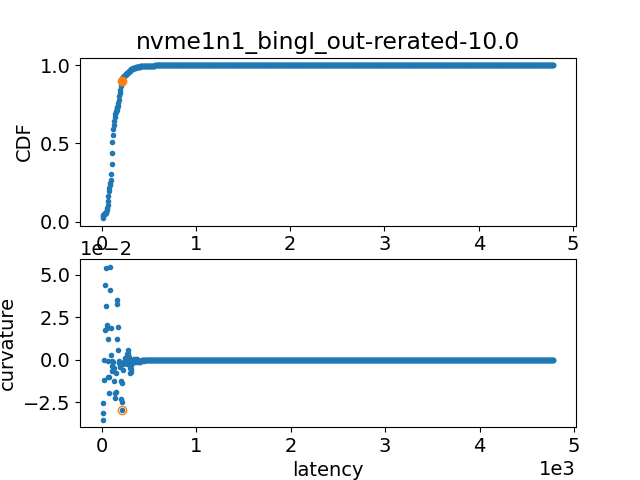 nvme1n1_bingI_out-rerated-10.0
1.0
0.5
0.0
CDF
0 1 2 3 4 5
1e−2
5.0
2.5
0.0
−2.5
curvature
0 1 2 3 4 5
latency
1e3